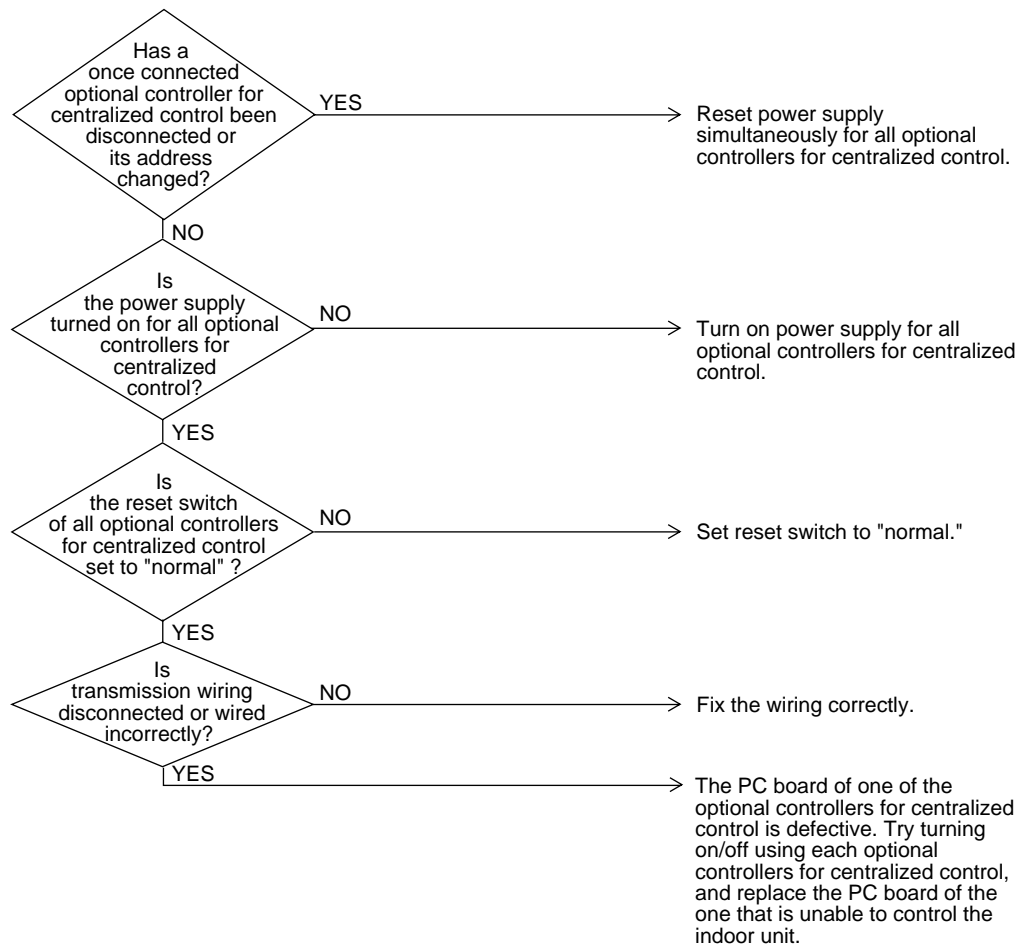 Has a
once connected
optional controller for
centralized control been
disconnected or
its address
changed?
YES
Reset power supply
simultaneously for all optional
controllers for centralized control.
NO
Is
the power supply
turned on for all optional
controllers for
centralized
control?
NO
Turn on power supply for all
optional controllers for centralized
control.
YES
Is
the reset switch
of all optional controllers
for centralized control
set to "normal" ?
NO
Set reset switch to "normal."
YES
Is
transmission wiring
disconnected or wired
incorrectly?
NO
Fix the wiring correctly.
YES
The PC board of one of the
optional controllers for centralized
control is defective. Try turning
on/off using each optional
controllers for centralized control,
and replace the PC board of the
one that is unable to control the
indoor unit.